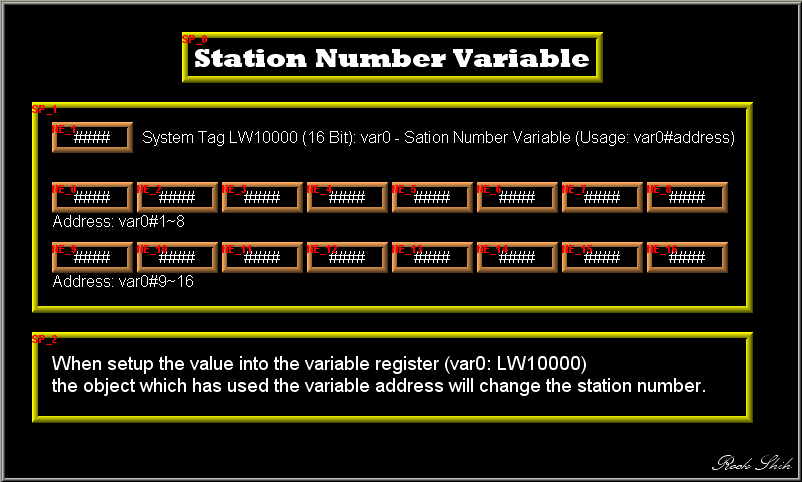 SP_0
Station Number Variable
SP_1
NE_1
#### System Tag LW10000 (16 Bit): var0 - Sation Number Variable (Usage: var0#address)
NE_0 NE_2 NE_3 NE_4 NE_5 NE_6 NE_7 NE_8
#### #### #### #### #### #### #### ####
Address: var0#1~8
NE_9 NE_10 NE_11 NE_12 NE_13 NE_14 NE_15 NE_16
#### #### #### #### #### #### #### ####
Address: var0#9~16
SP_2
When setup the value into the variable register (var0: LW10000)
the object which has used the variable address will change the station number.
Rock Shih